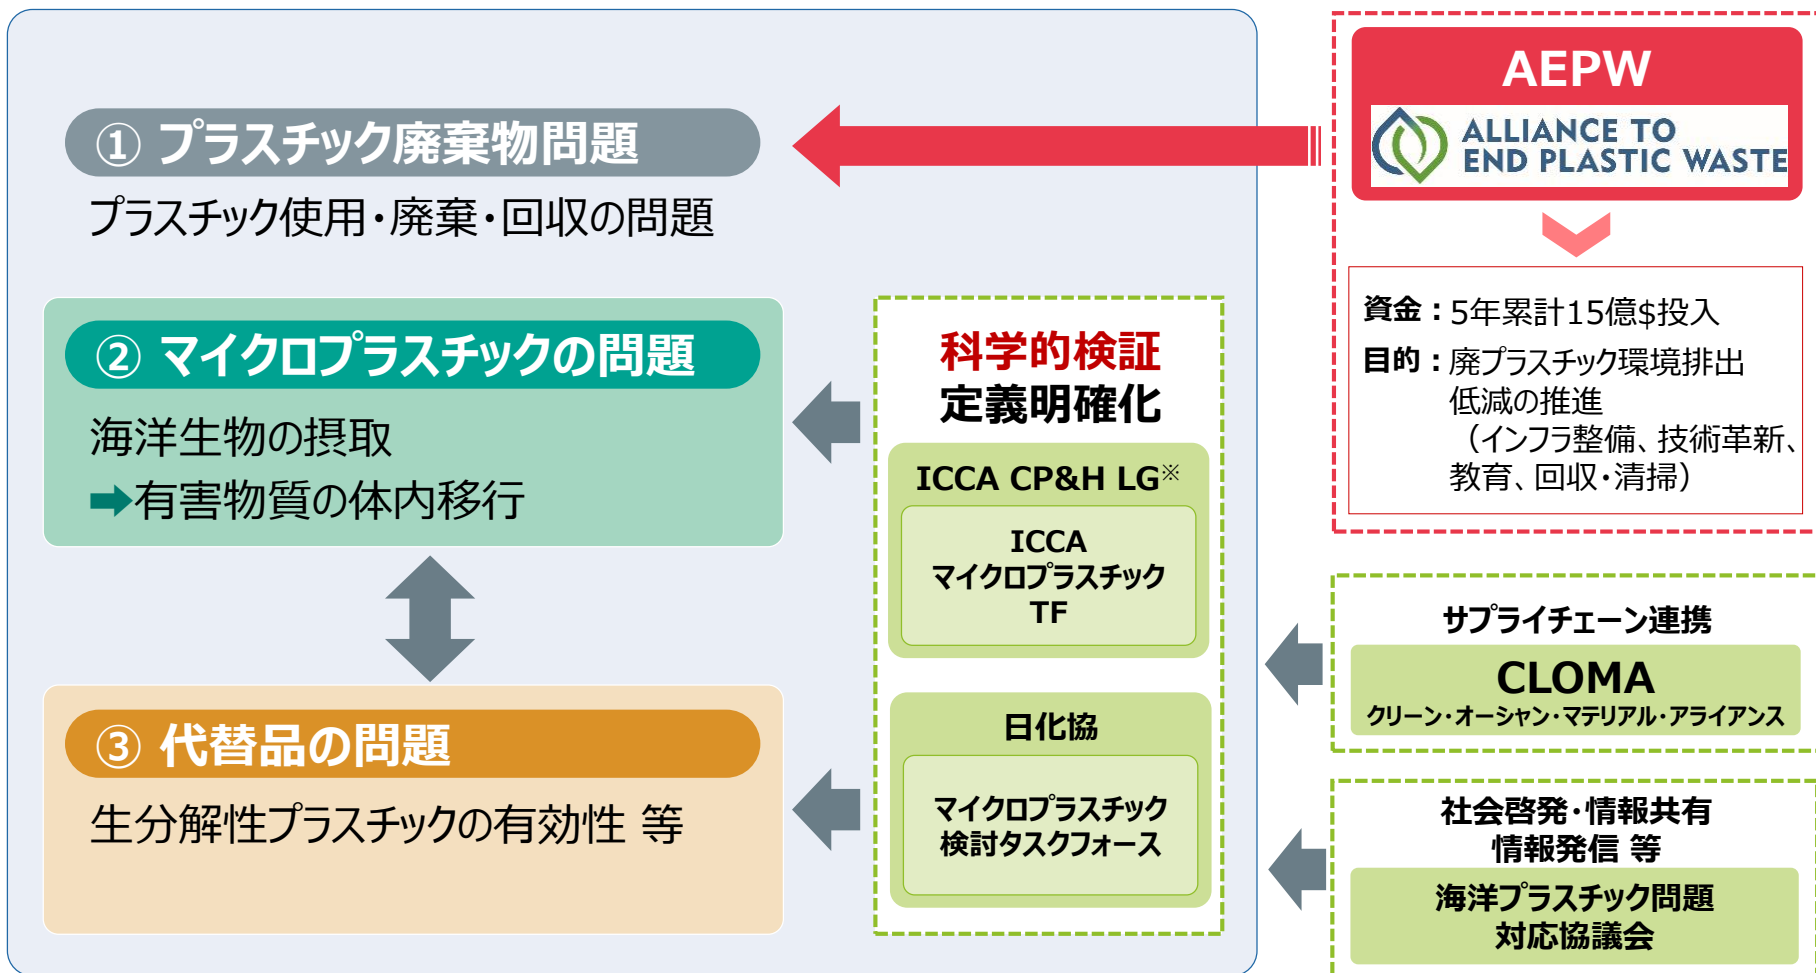 ① プラスチック廃棄物問題
プラスチック使用・廃棄・回収の問題
② マイクロプラスチックの問題
海洋生物の摂取
➡有害物質の体内移行
③ 代替品の問題
生分解性プラスチックの有効性 等
科学的検証
定義明確化
ICCA CP&H LG※
ICCA
マイクロプラスチック
TF
日化協
マイクロプラスチック
検討タスクフォース
AEPW
ALLIANCE TO
END PLASTIC WASTE
資金：5年累計15億$投入
目的：廃プラスチック環境排出
低減の推進
（インフラ整備、技術革新、
教育、回収・清掃）
サプライチェーン連携
CLOMA
クリーン・オーシャン・マテリアル・アライアンス
社会啓発・情報共有
情報発信 等
海洋プラスチック問題
対応協議会